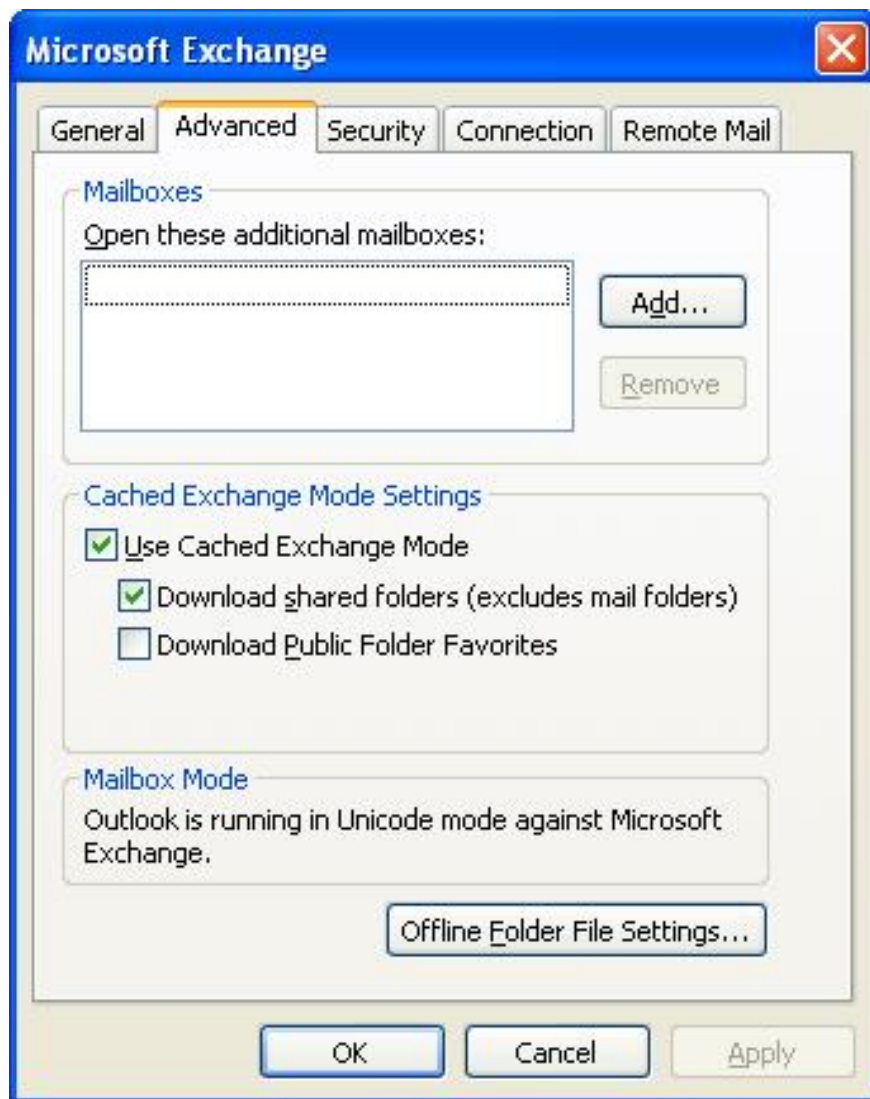 Microsoft Exchange
General Advanced Security Connection Remote Mail
Mailboxes
Open these additional mailboxes:
Add...
Remove
Cached Exchange Mode Settings
Use Cached Exchange Mode
Download shared folders (excludes mail folders)
Download Public Folder Favorites
Mailbox Mode
Outlook is running in Unicode mode against Microsoft
Exchange.
Offline Folder File Settings...
OK Cancel Apply